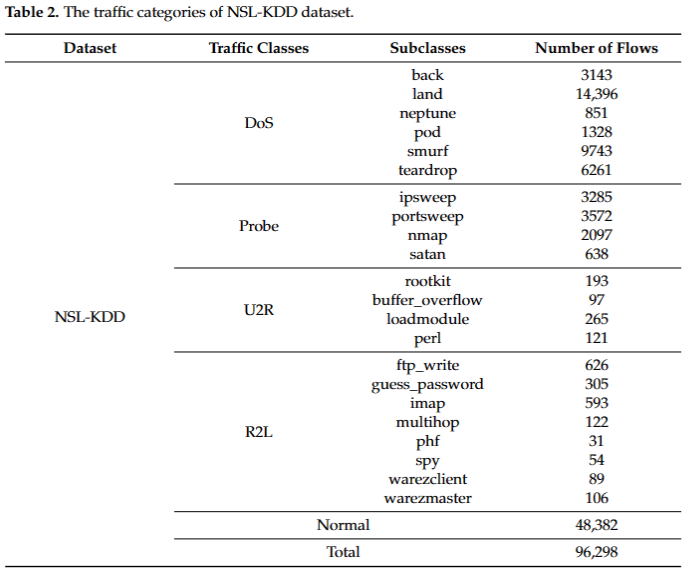 Table 2. The traffic categories of NSL-KDD dataset.
Dataset Traffic Classes Subclasses Number of Flows
back 3143
land 14,396
neptune 851
DoS
pod 1328
smurf 9743
teardrop 6261
ipsweep 3285
portsweep 3572
Probe
nmap 2097
satan 638
rootkit 193
buffer_overflow 97
NSL-KDD U2R
loadmodule 265
perl 121
ftp_write 626
guess_password 305
imap 593
multihop 122
R2L
phf 31
spy 54
warezclient 89
warezmaster 106
Normal 48,382
Total 96,298